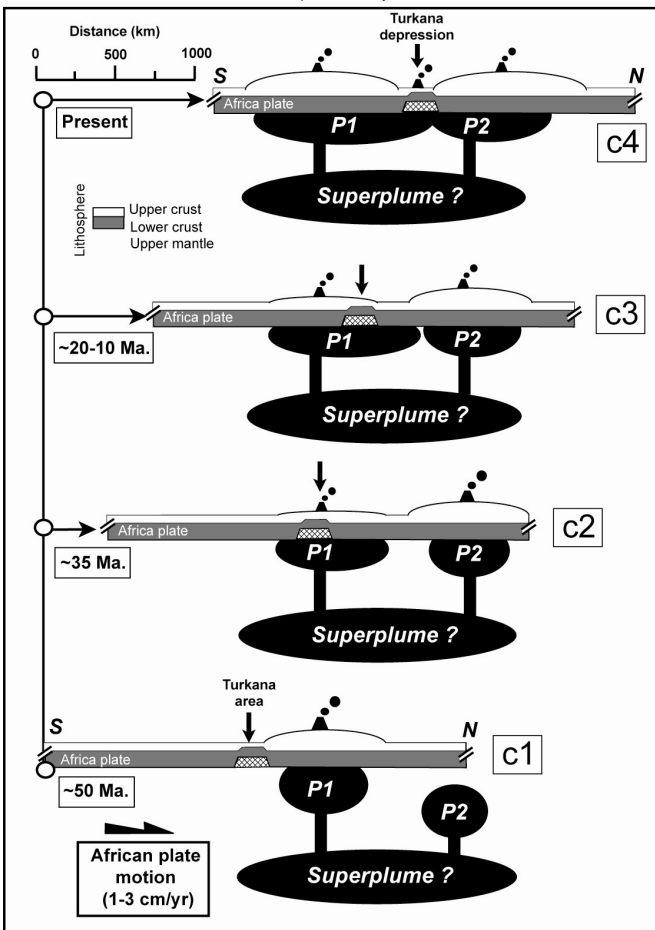 Distance (km)
0 500 1000
Turkana
depression
S N
Present
Africa plate
P1 P2
c4
Superplume ?
Lithosphere
Upper crust
Lower crust
Upper mantle
Africa plate
c3
~20-10 Ma.
P1 P2
Superplume ?
Africa plate
c2
~35 Ma.
P1 P2
Superplume ?
Turkana
area
S N
Africa plate
c1
~50 Ma.
P1
P2
African plate
motion
(1-3 cm/yr)
Superplume ?